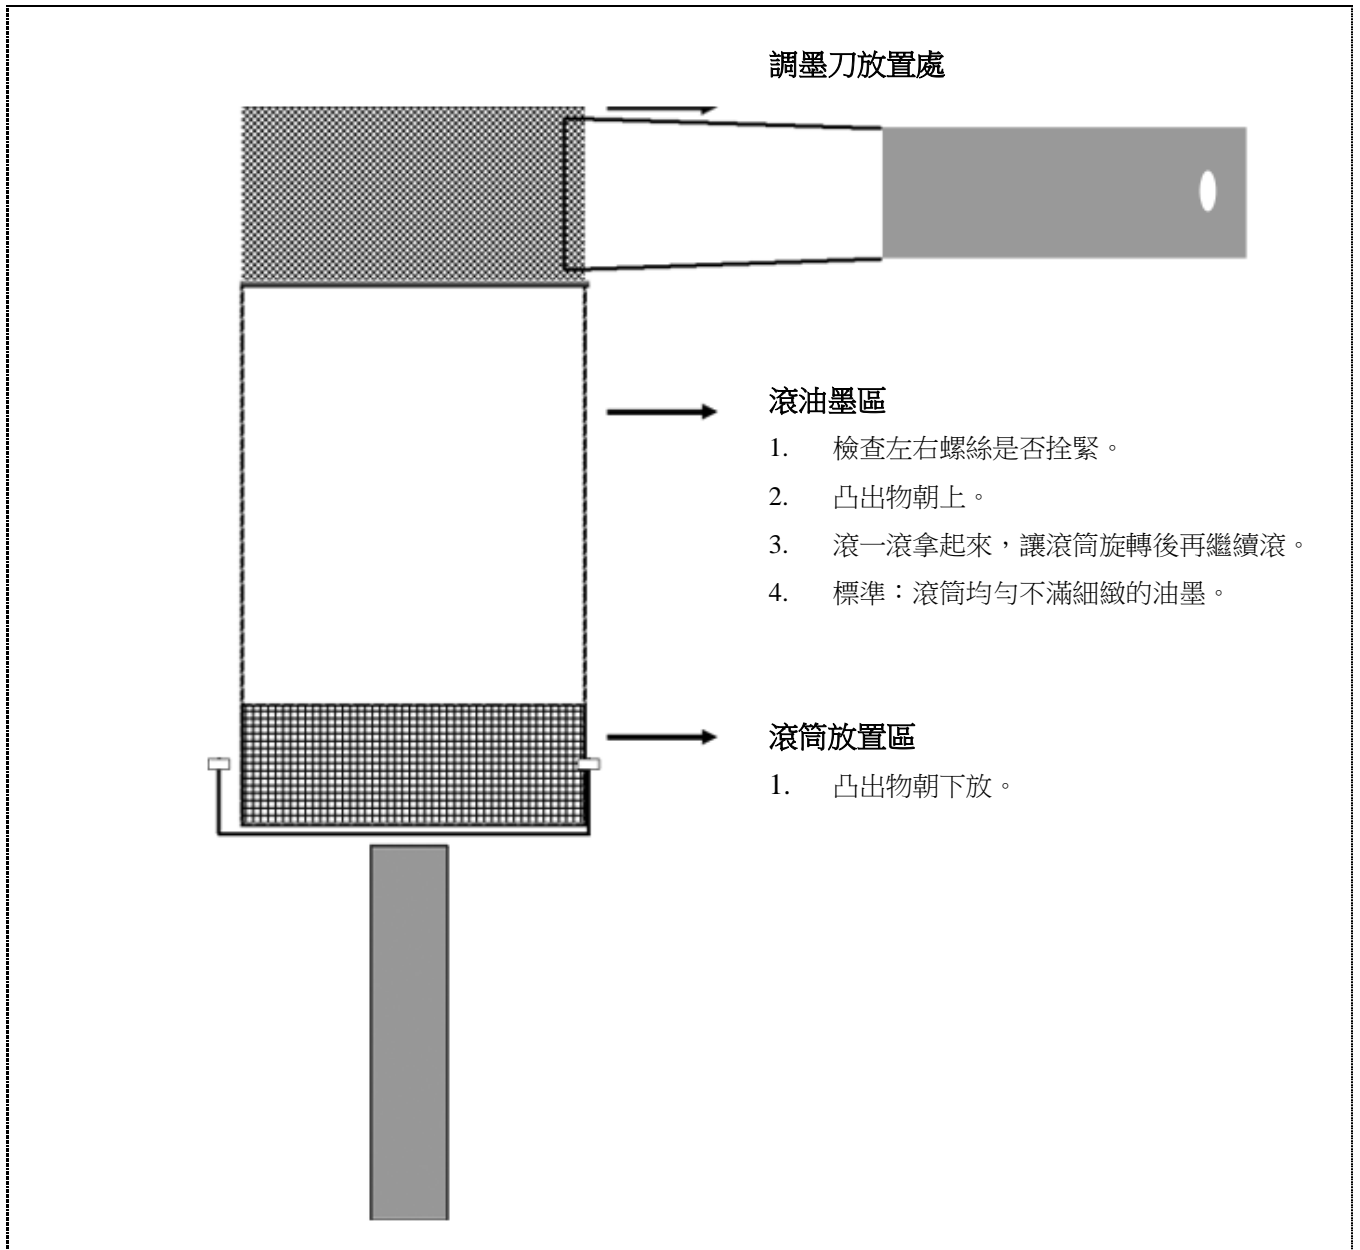 調墨刀放置處
滾油墨區
1. 檢查左右螺絲是否拴緊。
2. 凸出物朝上。
3. 滾一滾拿起來，讓滾筒旋轉後再繼續滾。
4. 標準：滾筒均勻不滿細緻的油墨。
滾筒放置區
1. 凸出物朝下放。